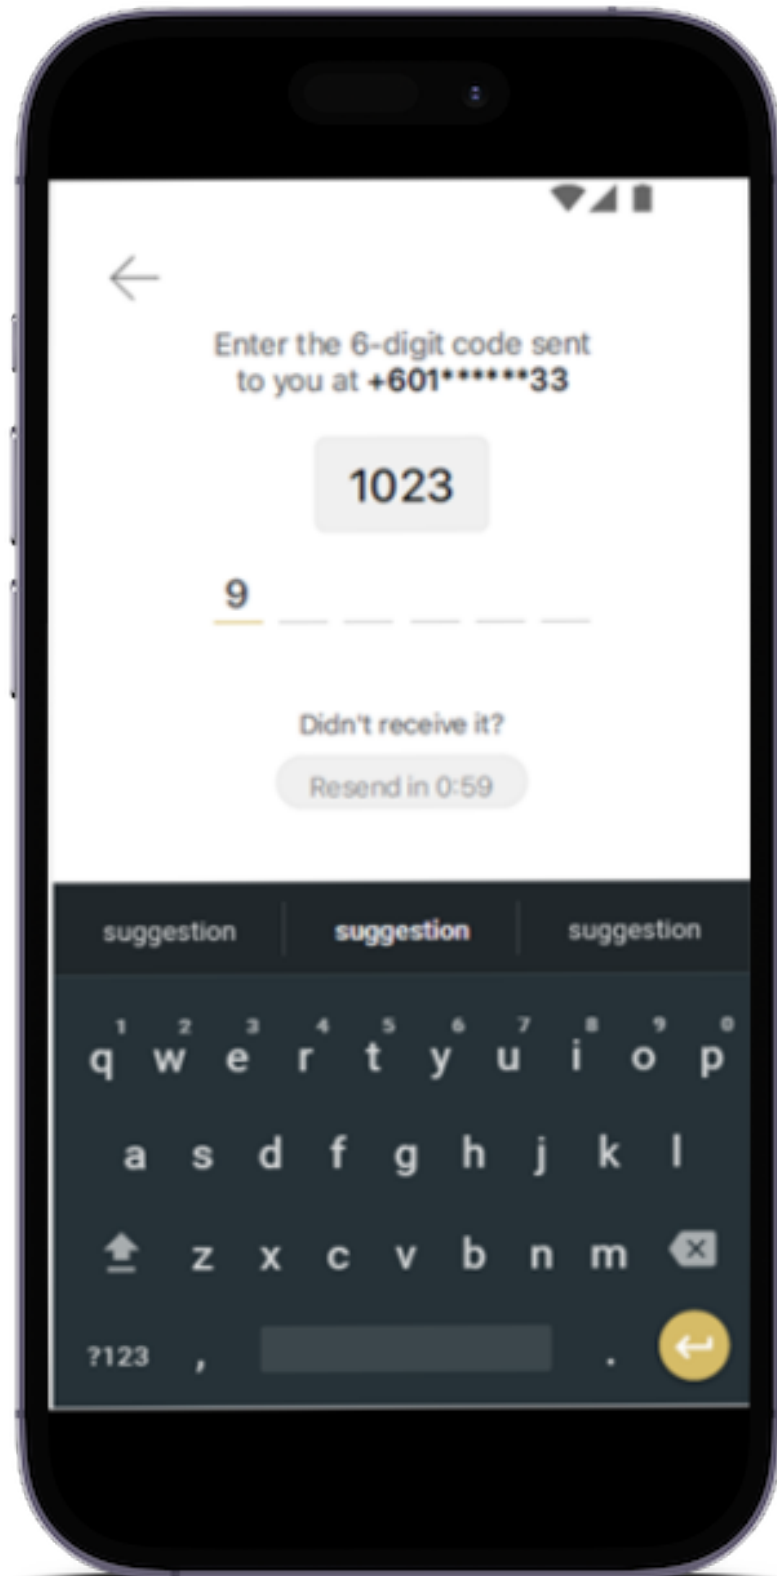 Enter the 6-digit code sent
to you at +601******33
1023
9
Didn't receive it?
Resend in 0:59
suggestion suggestion suggestion
1 2 3 4 5 6 7 8 9 0
q w e r t y u i o p
a s d f g h j k l
z x c v b n m
?123 , .